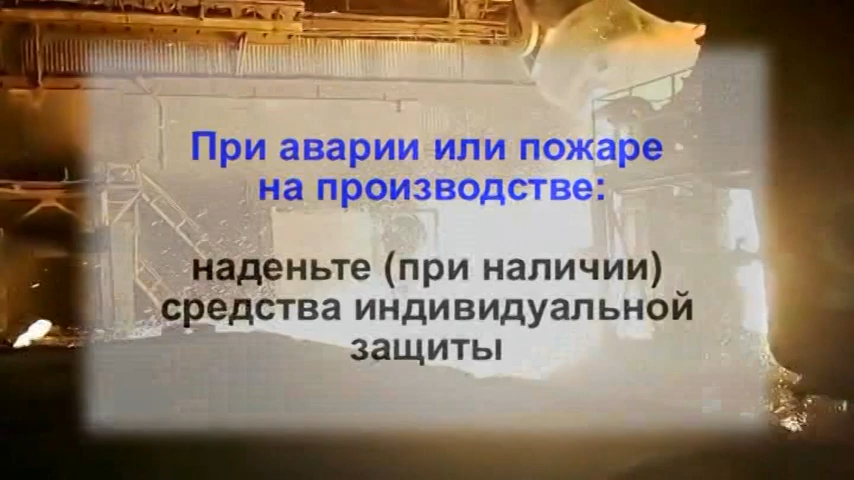 При аварии или пожаре
на производстве:
наденьте (при наличии)
средства индивидуальной
защиты